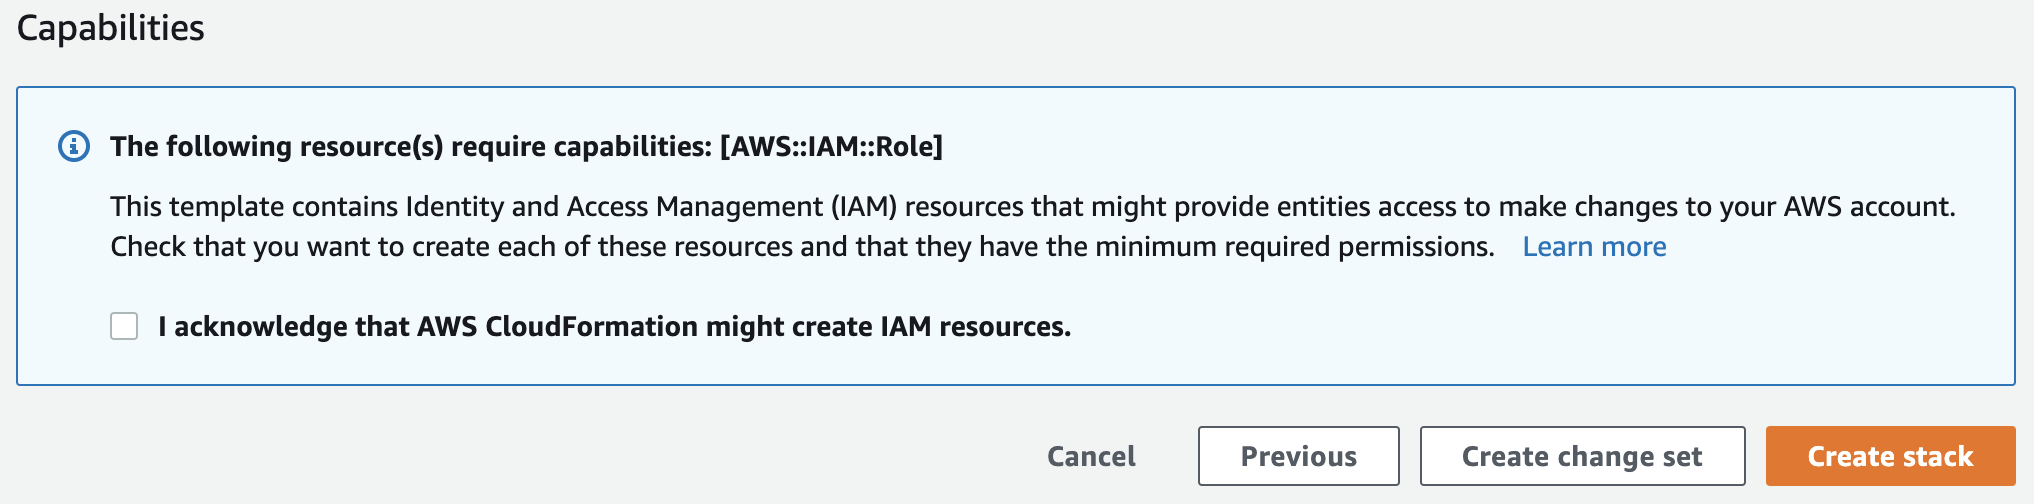 Capabilities
The following resource(s) require capabilities: [AWS::IAM::Role]
This template contains Identity and Access Management (IAM) resources that might provide entities access to make changes to your AWS account.
Check that you want to create each of these resources and that they have the minimum required permissions. Learn more
I acknowledge that AWS CloudFormation might create IAM resources.
Cancel Previous Create change set Create stack